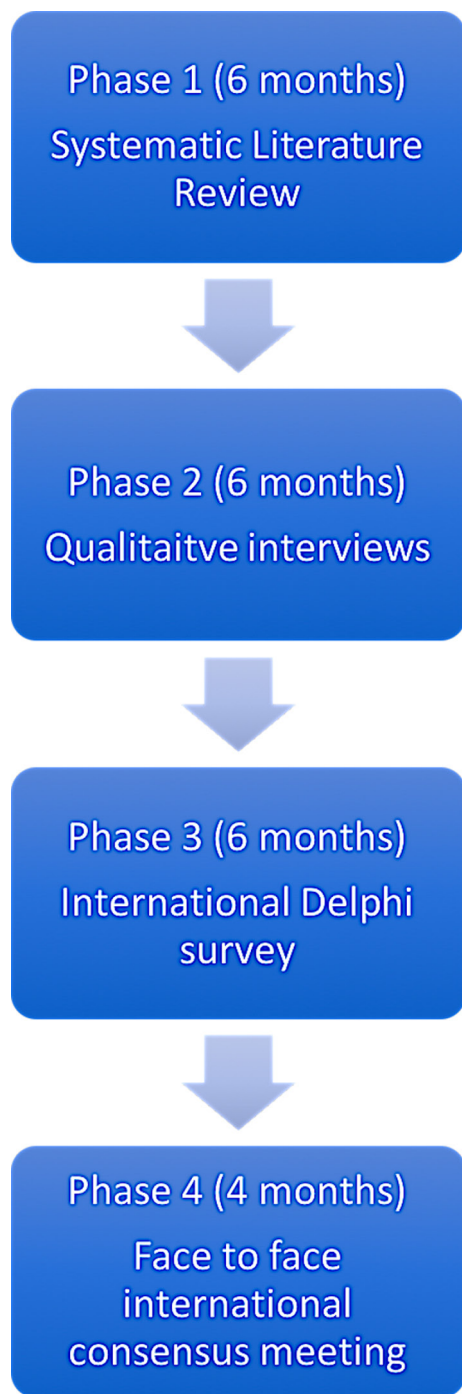 Phase 1 (6 months)
Systematic Literature
Review
Phase 2 (6 months)
Qualitaitve interviews
Phase 3 (6 months)
International Delphi
survey
Phase 4 (4 months)
Face to face
international
consensus meeting